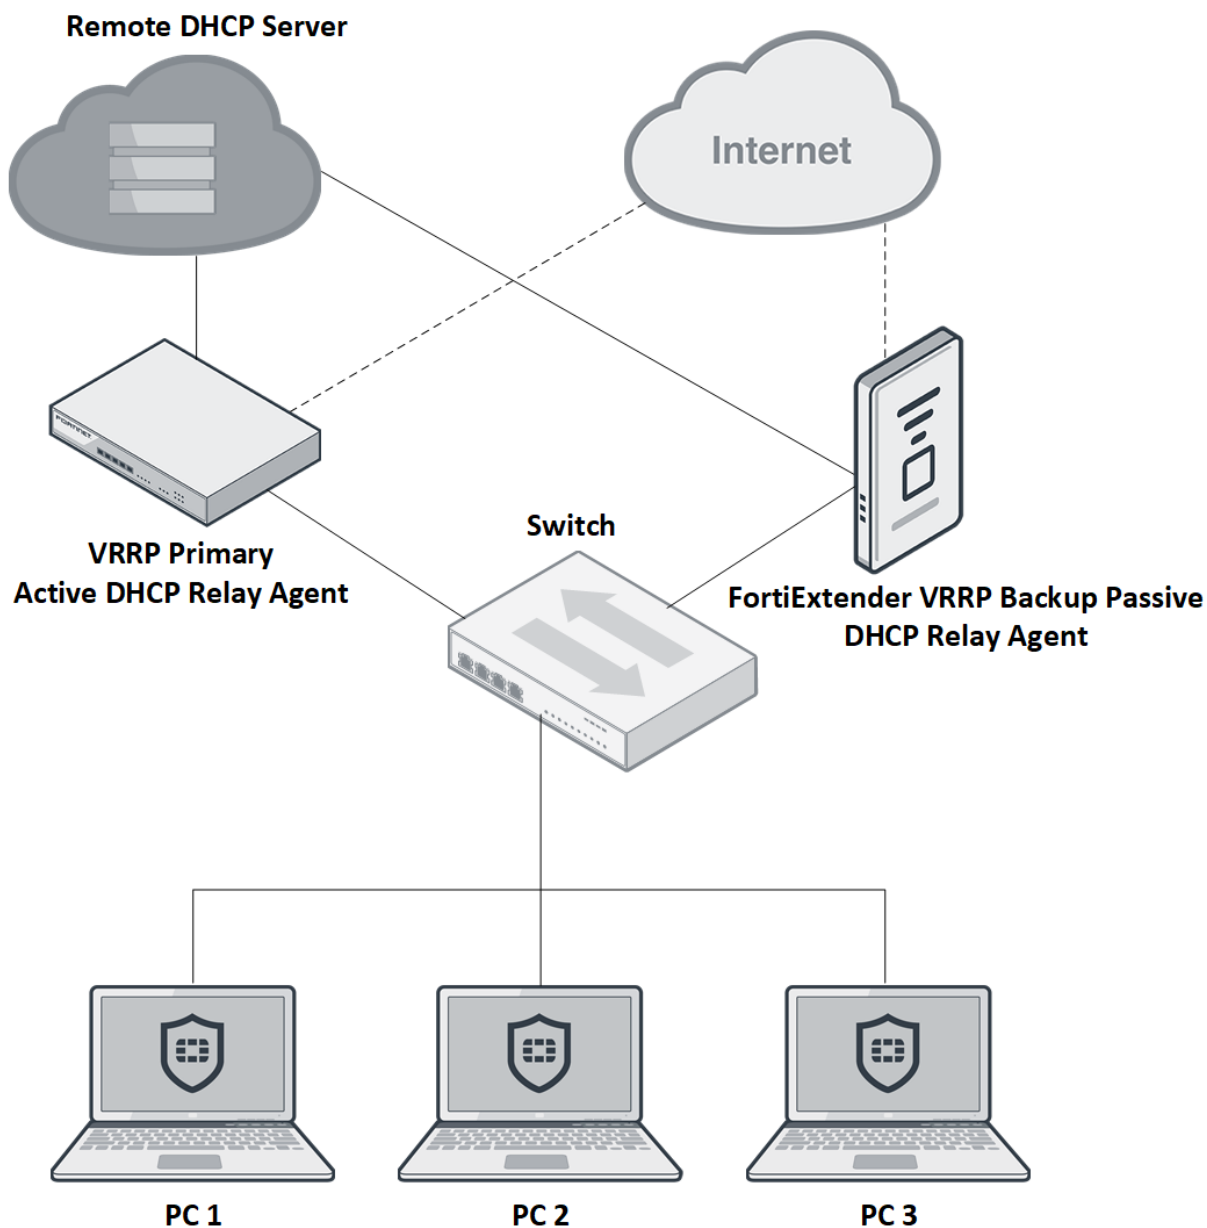 Remote DHCP Server
Internet
FORTINET
VRRP Primary
Active DHCP Relay Agent
Switch
FortiExtender VRRP Backup Passive
DHCP Relay Agent
PC 1
PC 2
PC 3